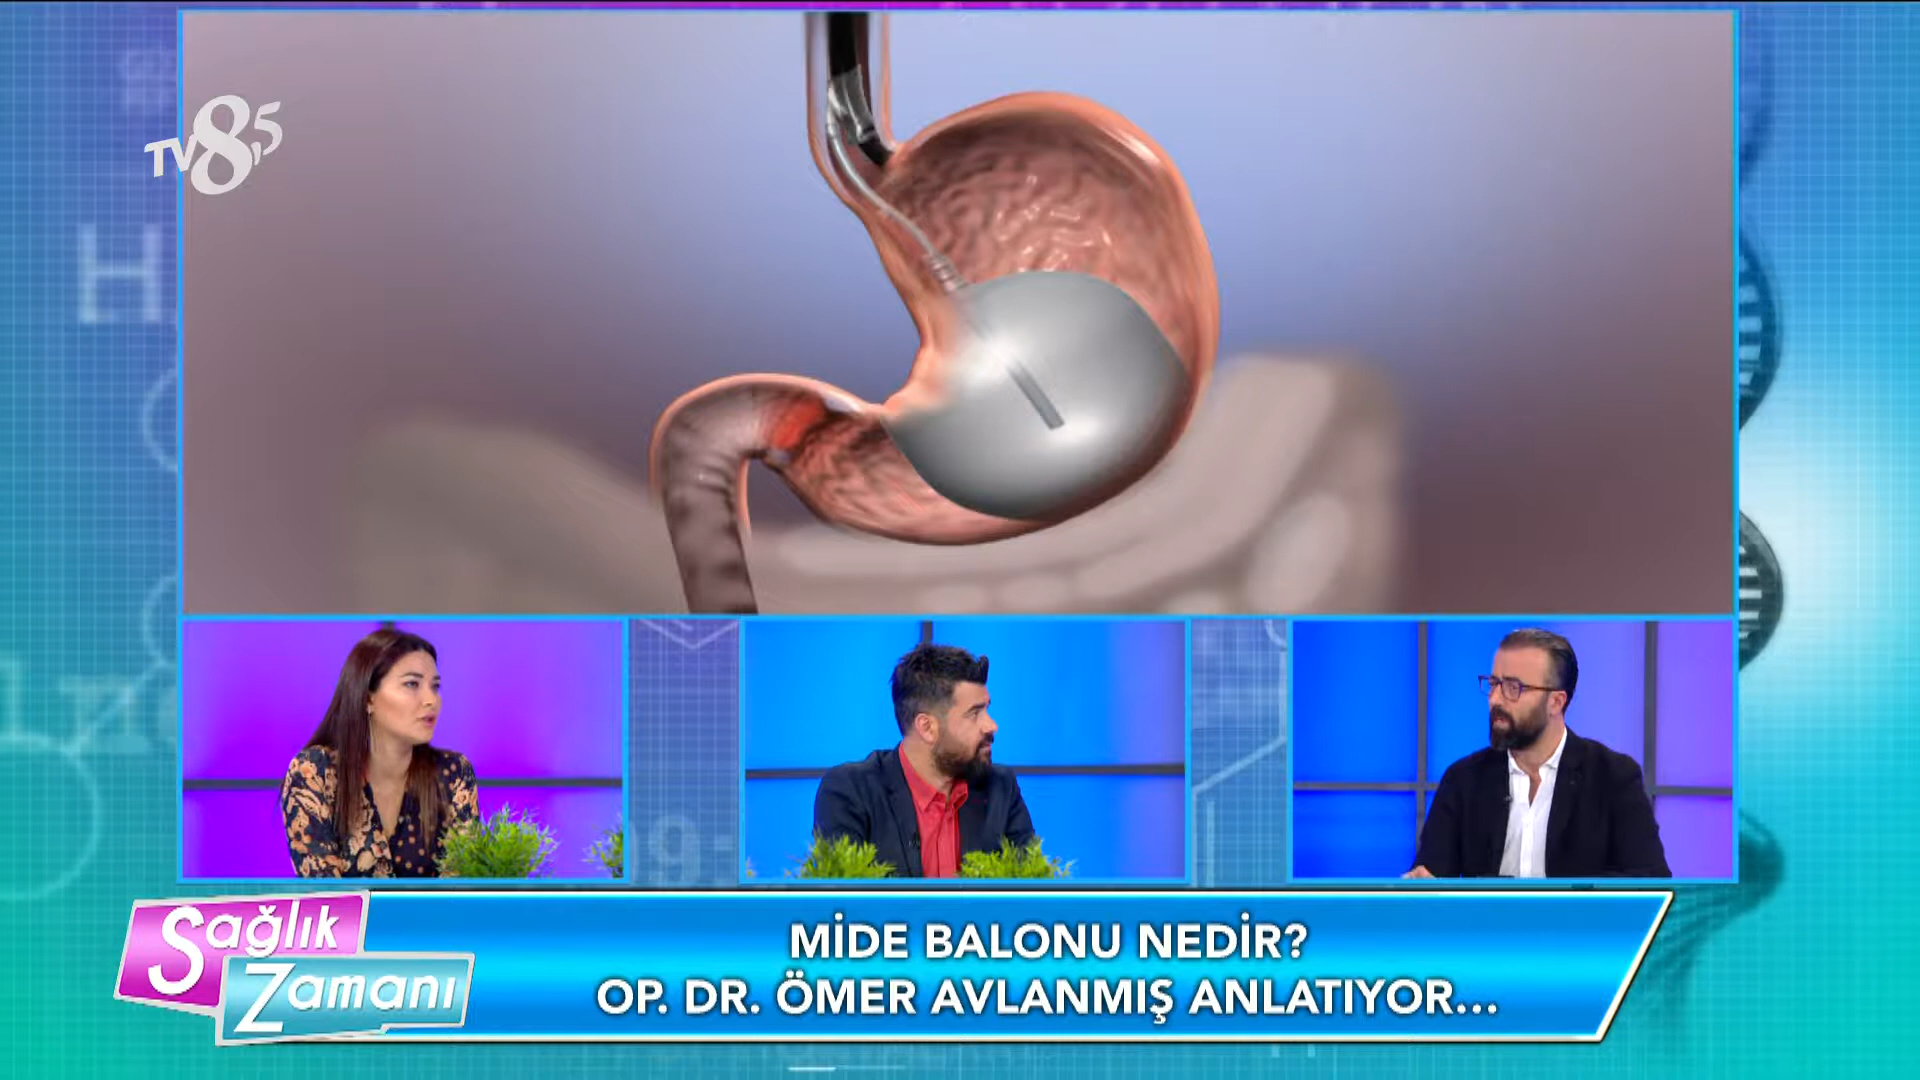 TV8,5
H
Sağlık
Zamanı
MİDE BALONU NEDİR?
OP. DR. ÖMER AVLANMIŞ ANLATIYOR...